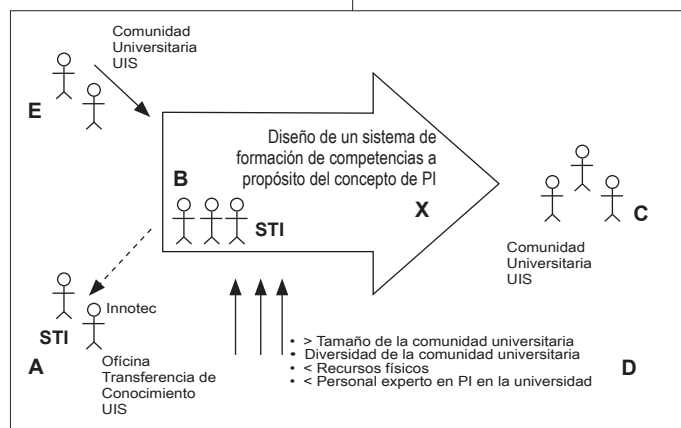 Comunidad
Universitaria
UIS
E
Diseño de un sistema de
formación de competencias a
propósito del concepto de PI
B
X
STI
C
Comunidad
Universitaria
UIS
Innotec
STI
A
Oficina
Transferencia de
Conocimiento
UIS
• > Tamaño de la comunidad universitaria
• Diversidad de la comunidad universitaria
• < Recursos físicos
• < Personal experto en PI en la universidad
D